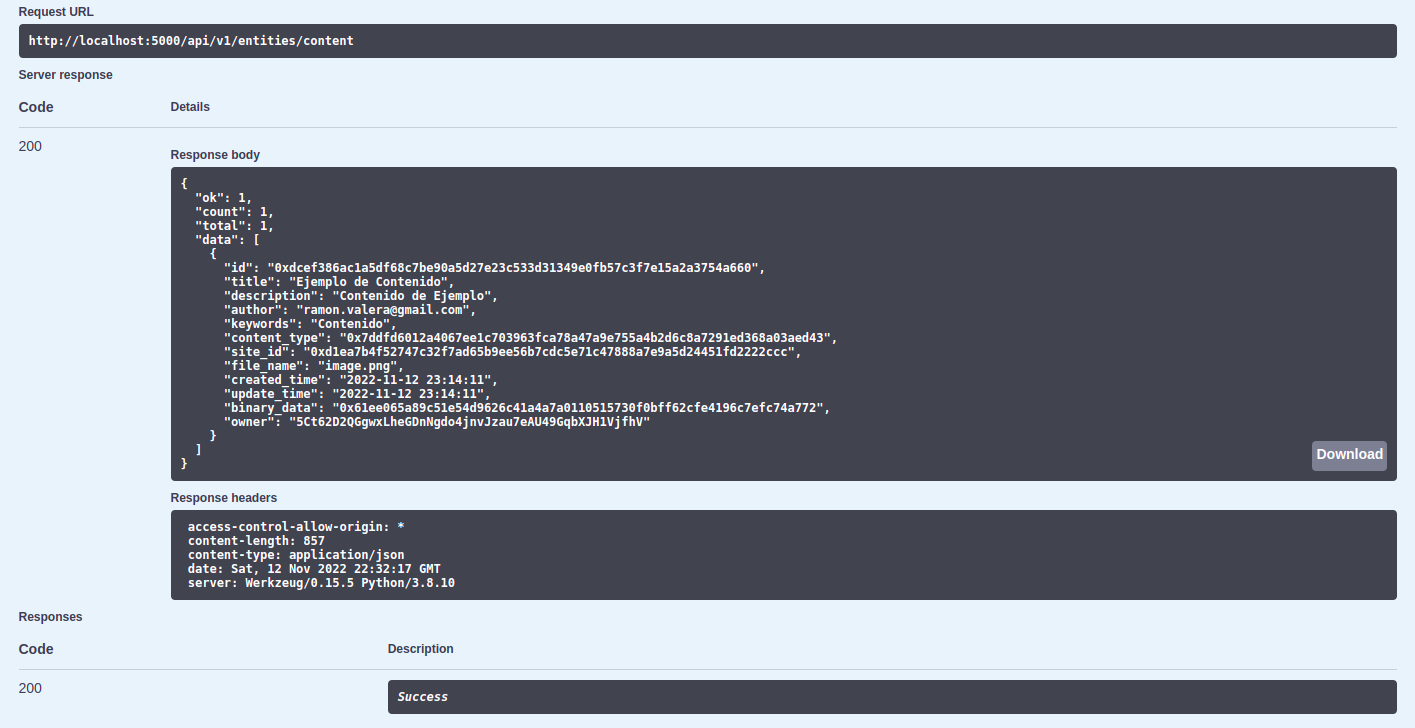 Request URL
http://localhost:5000/api/v1/entities/content
Server response
Code Details
200
Response body
{
"ok": 1,
"count": 1,
"total": 1,
"data": [
{
"id": "0xdcef386ac1a5df68c7be90a5d27e23c533d31349e0fb57c3f7e15a2a3754a660",
"title": "Ejemplo de Contenido",
"description": "Contenido de Ejemplo",
"author": "ramon.valera@gmail.com",
"keywords": "Contenido",
"content_type": "0x7ddfd6012a4067ee1c703963fca78a47a9e755a4b2d6c8a7291ed368a03aed43",
"site_id": "0xd1ea7b4f52747c32f7ad65b9ee56b7cdc5e71c47888a7e9a5d24451fd2222ccc",
"file_name": "image.png",
"created_time": "2022-11-12 23:14:11",
"update_time": "2022-11-12 23:14:11",
"binary_data": "0x61ee065a89c51e54d9626c41a4a7a0110515730f0bff62cfe4196c7efc74a772",
"owner": "5Ct62D2QGgwxLheGDnNgdo4jnvJzau7eAU49GqbXJH1VjfhV"
}
]
}
Download
Response headers
access-control-allow-origin: *
content-length: 857
content-type: application/json
date: Sat, 12 Nov 2022 22:32:17 GMT
server: Werkzeug/0.15.5 Python/3.8.10
Responses
Code Description
200
Success